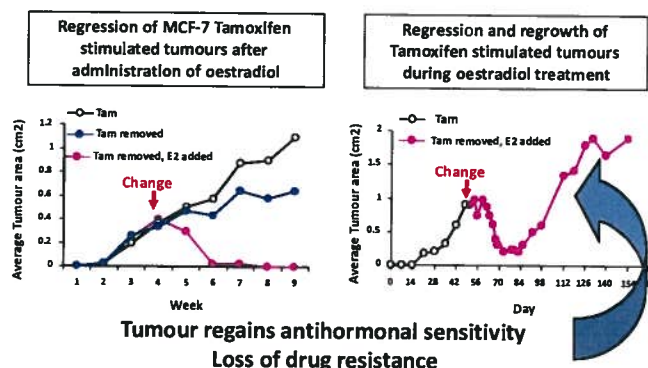 Regression of MCF-7 Tamoxifen
stimulated tumours after
administration of oestradiol
Regression and regrowth of
Tamoxifen stimulated tumours
during oestradiol treatment
Tam
Tam removed
Tam removed, E2 added
Change
Average Tumour area (cm2)
1.2
1
0.8
0.6
0.4
0.2
0
1 2 3 4 5 6 7 8 9
Week
Tam
Tam removed, E2 added
Change
Average Tumour area (cm2)
2
1.5
1
0.5
0
0 14 28 42 56 70 84 98 112 126 140 154
Day
Tumour regains antihormonal sensitivity
Loss of drug resistance